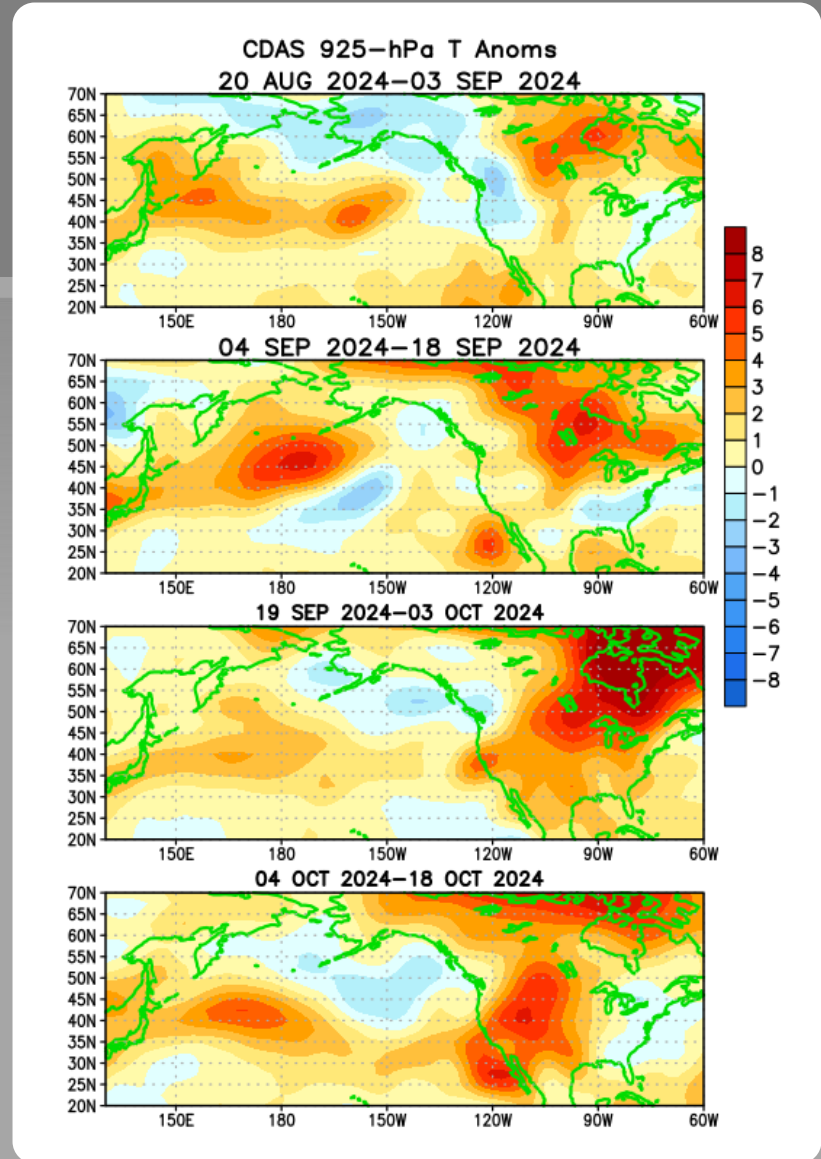 CDAS 925-hPa T Anoms
20 AUG 2024-03 SEP 2024
70N
65N
60N
55N
50N
45N
40N
35N
30N
25N
20N
150E 180 150W 120W 90W 60W
04 SEP 2024-18 SEP 2024
70N
65N
60N
55N
50N
45N
40N
35N
30N
25N
20N
150E 180 150W 120W 90W 60W
19 SEP 2024-03 OCT 2024
70N
65N
60N
55N
50N
45N
40N
35N
30N
25N
20N
150E 180 150W 120W 90W 60W
04 OCT 2024-18 OCT 2024
70N
65N
60N
55N
50N
45N
40N
35N
30N
25N
20N
150E 180 150W 120W 90W 60W
8
7
6
5
4
3
2
1
0
-1
-2
-3
-4
-5
-6
-7
-8